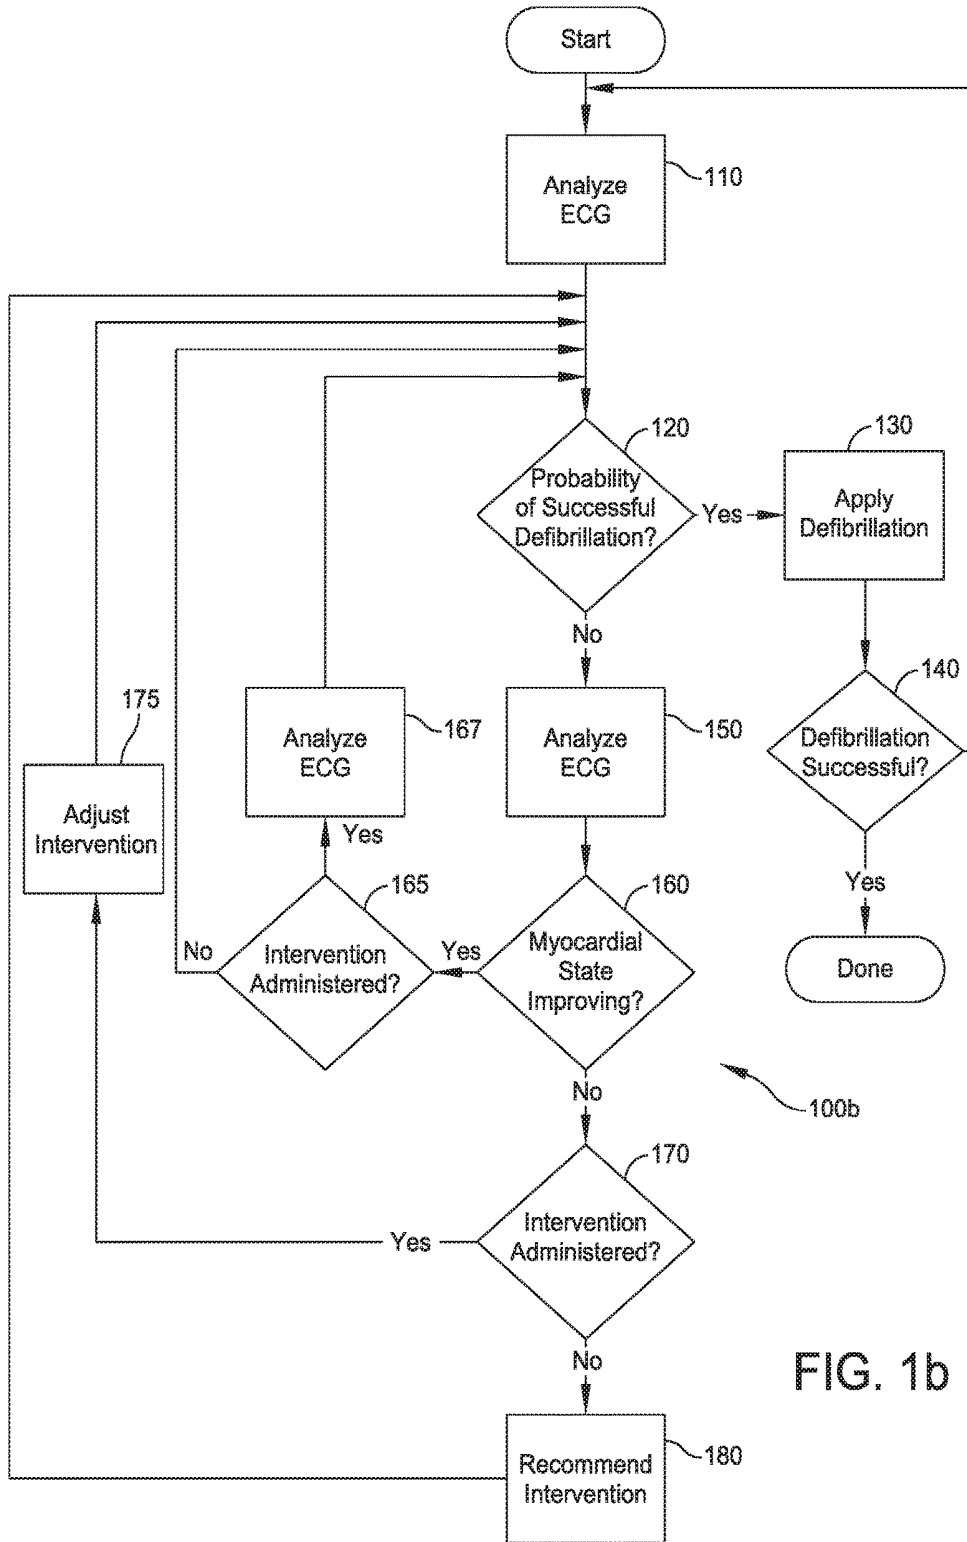 Start
Analyze
ECG
110
Probability
of Successful
Defibrillation?
120
Yes
Apply
Defibrillation
130
No
Analyze
ECG
150
Analyze
ECG
167
Adjust
Intervention
175
Defibrillation
Successful?
140
Yes
Done
Yes
Intervention
Administered?
165
No
Yes
Myocardial
State
Improving?
160
No
100b
Intervention
Administered?
170
Yes
No
Recommend
Intervention
180
FIG. 1b